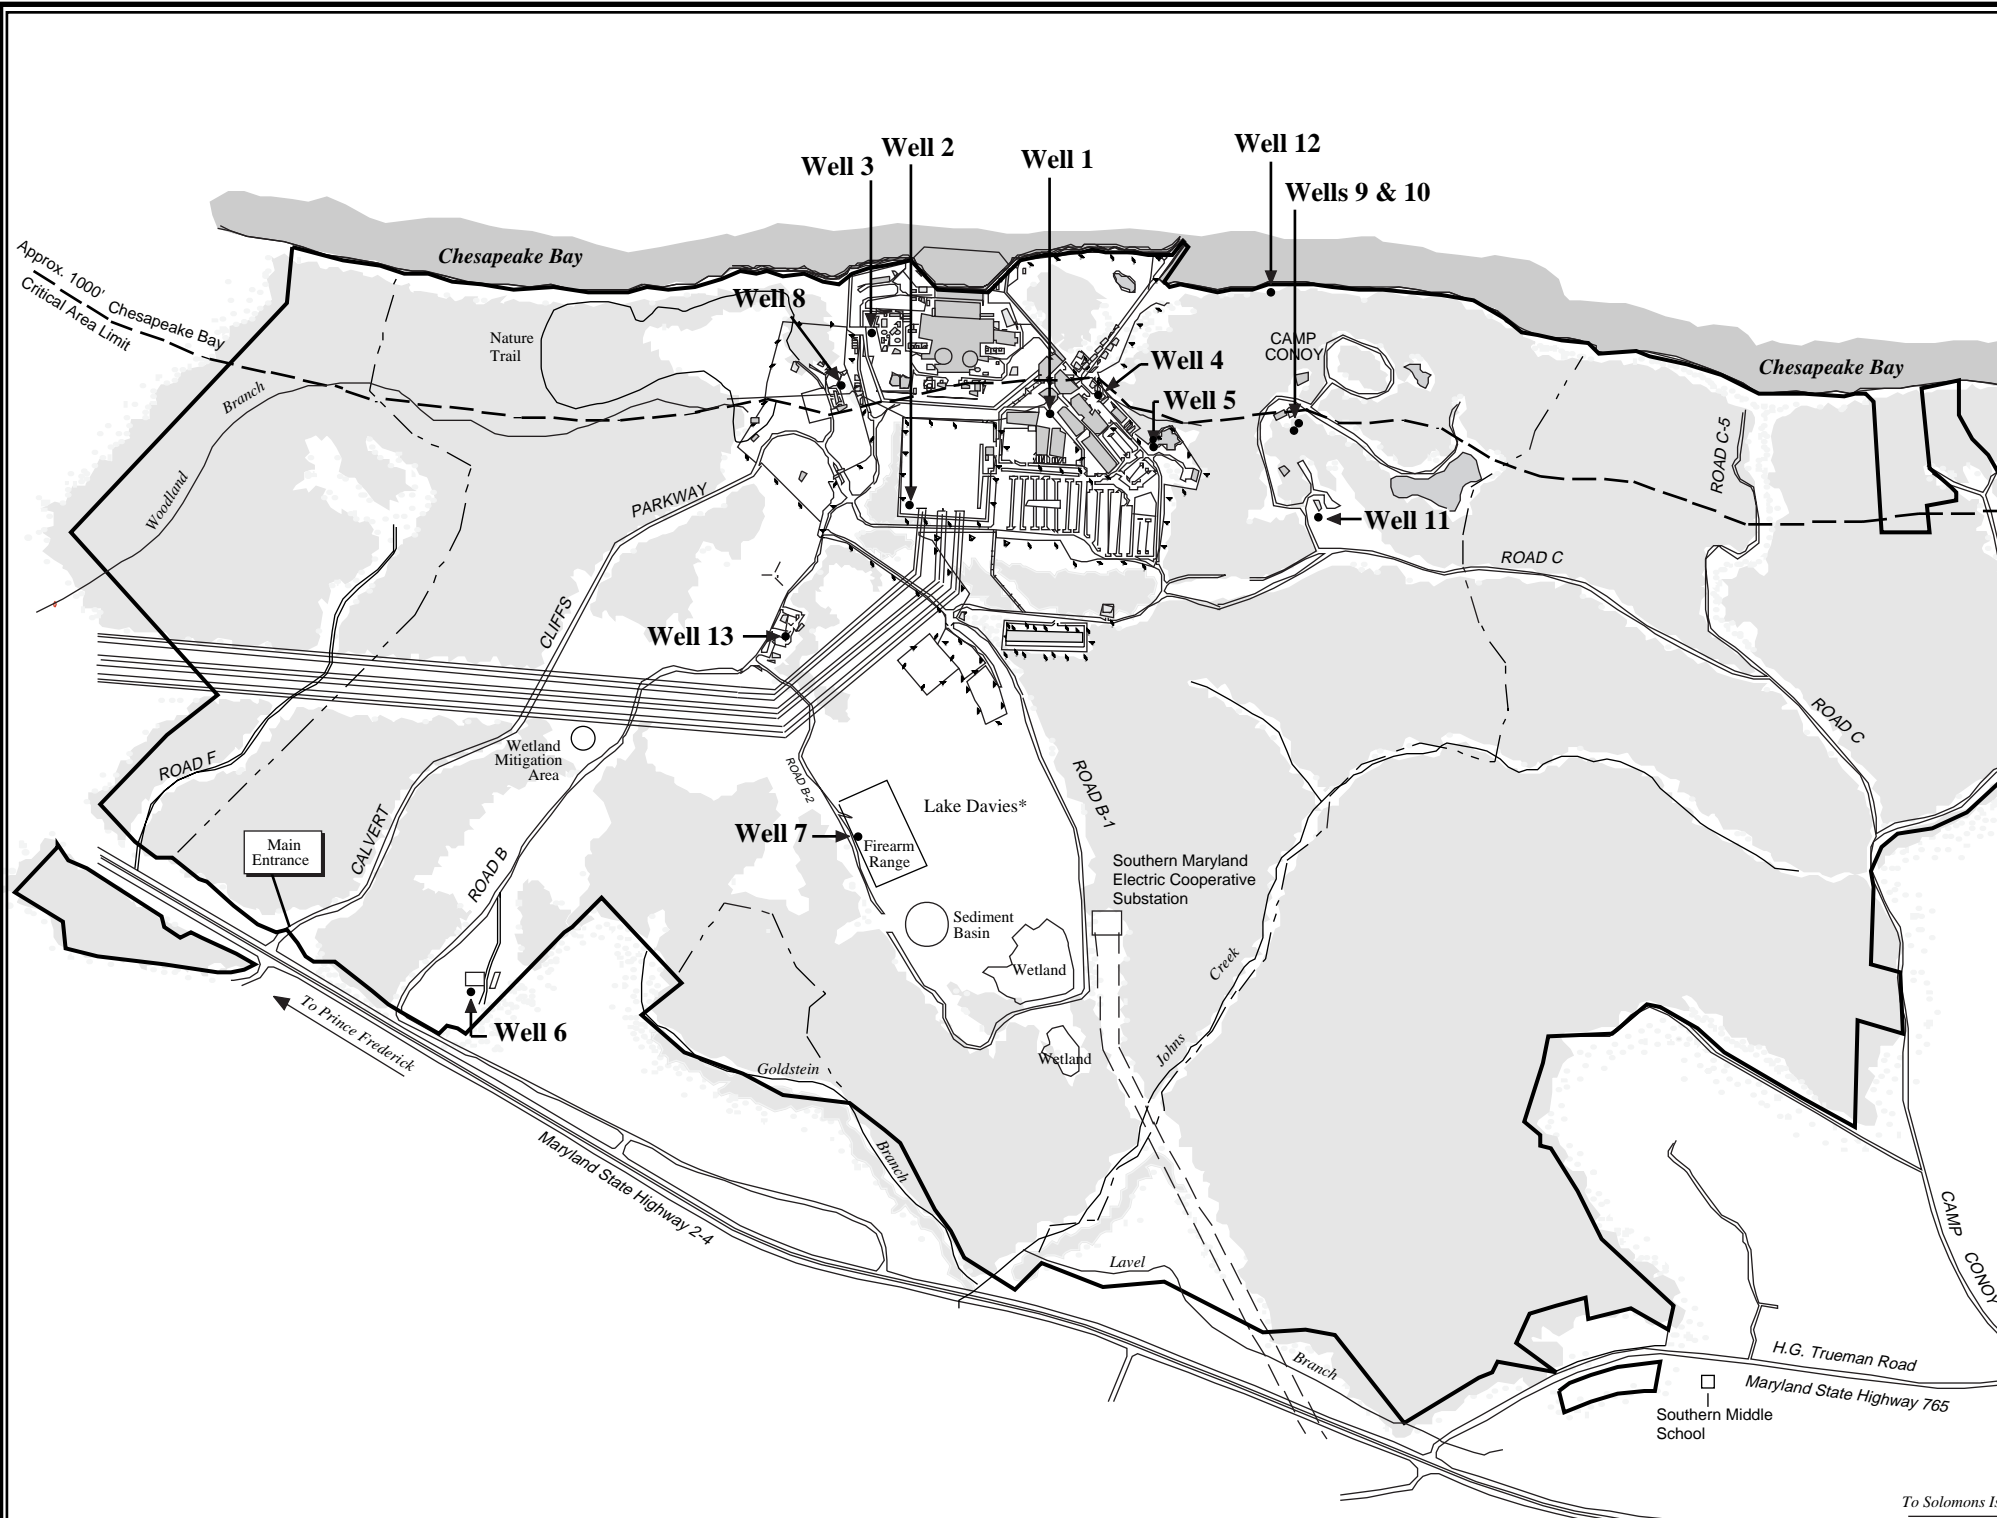 Well 12
Well 2
Well 1
Well 3
Wells 9 & 10
Chesapeake Bay
Approx. 1000' Chesapeake Bay
Critical Area Limit
Well 8
Nature
Trail
CAMP
CONOY
Well 4
Chesapeake Bay
Well 5
Woodland
Branch
ROAD C-5
PARKWAY
Well 11
ROAD C
CLIFFS
Well 13
ROAD C
Wetland
Mitigation
Area
ROAD F
ROAD B-2
ROAD B-1
Lake Davies*
CALVERT
Well 7
Firearm
Range
Main
Entrance
ROAD B
Southern Maryland
Electric Cooperative
Substation
Sediment
Basin
Wetland
Johns
Creek
To Prince Frederick
Well 6
Wetland
Goldstein
Branch
Maryland State Highway 2-4
CAMP
CONOY
Lavel
Branch
H.G. Trueman Road
Maryland State Highway 765
Southern Middle
School
To Solomons Is